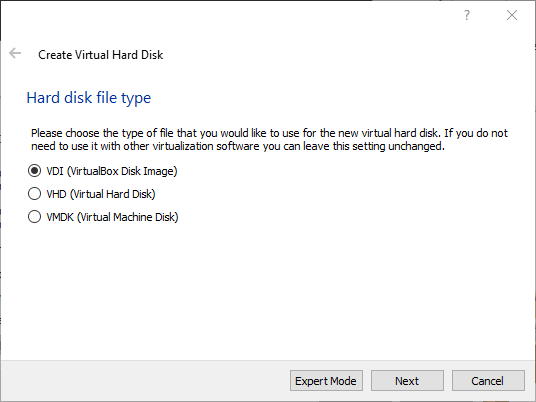 ?
Create Virtual Hard Disk
Hard disk file type
Please choose the type of file that you would like to use for the new virtual hard disk. If you do not
need to use it with other virtualization software you can leave this setting unchanged.
VDI (VirtualBox Disk Image)
VHD (Virtual Hard Disk)
VMDK (Virtual Machine Disk)
Expert Mode
Next
Cancel